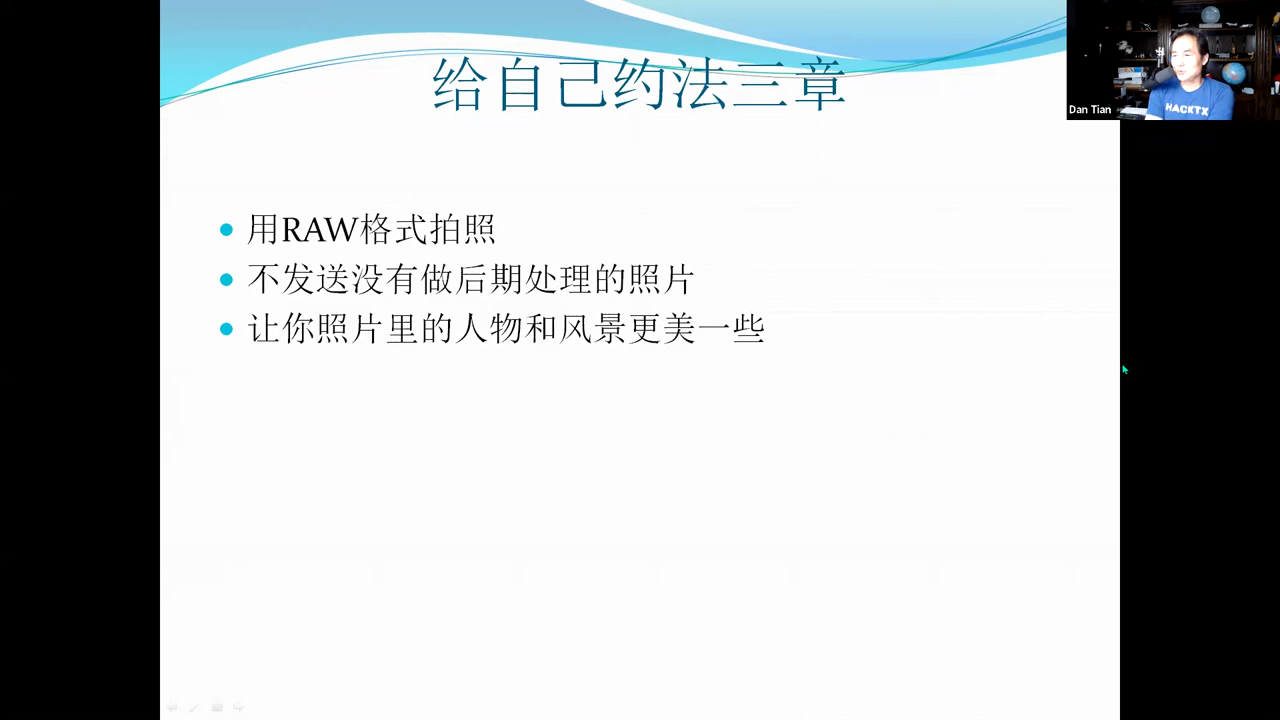 给自己约法三章
Dan Tian
HACKTX
用RAW格式拍照
不发送没有做后期处理的照片
让你照片里的人物和风景更美一些